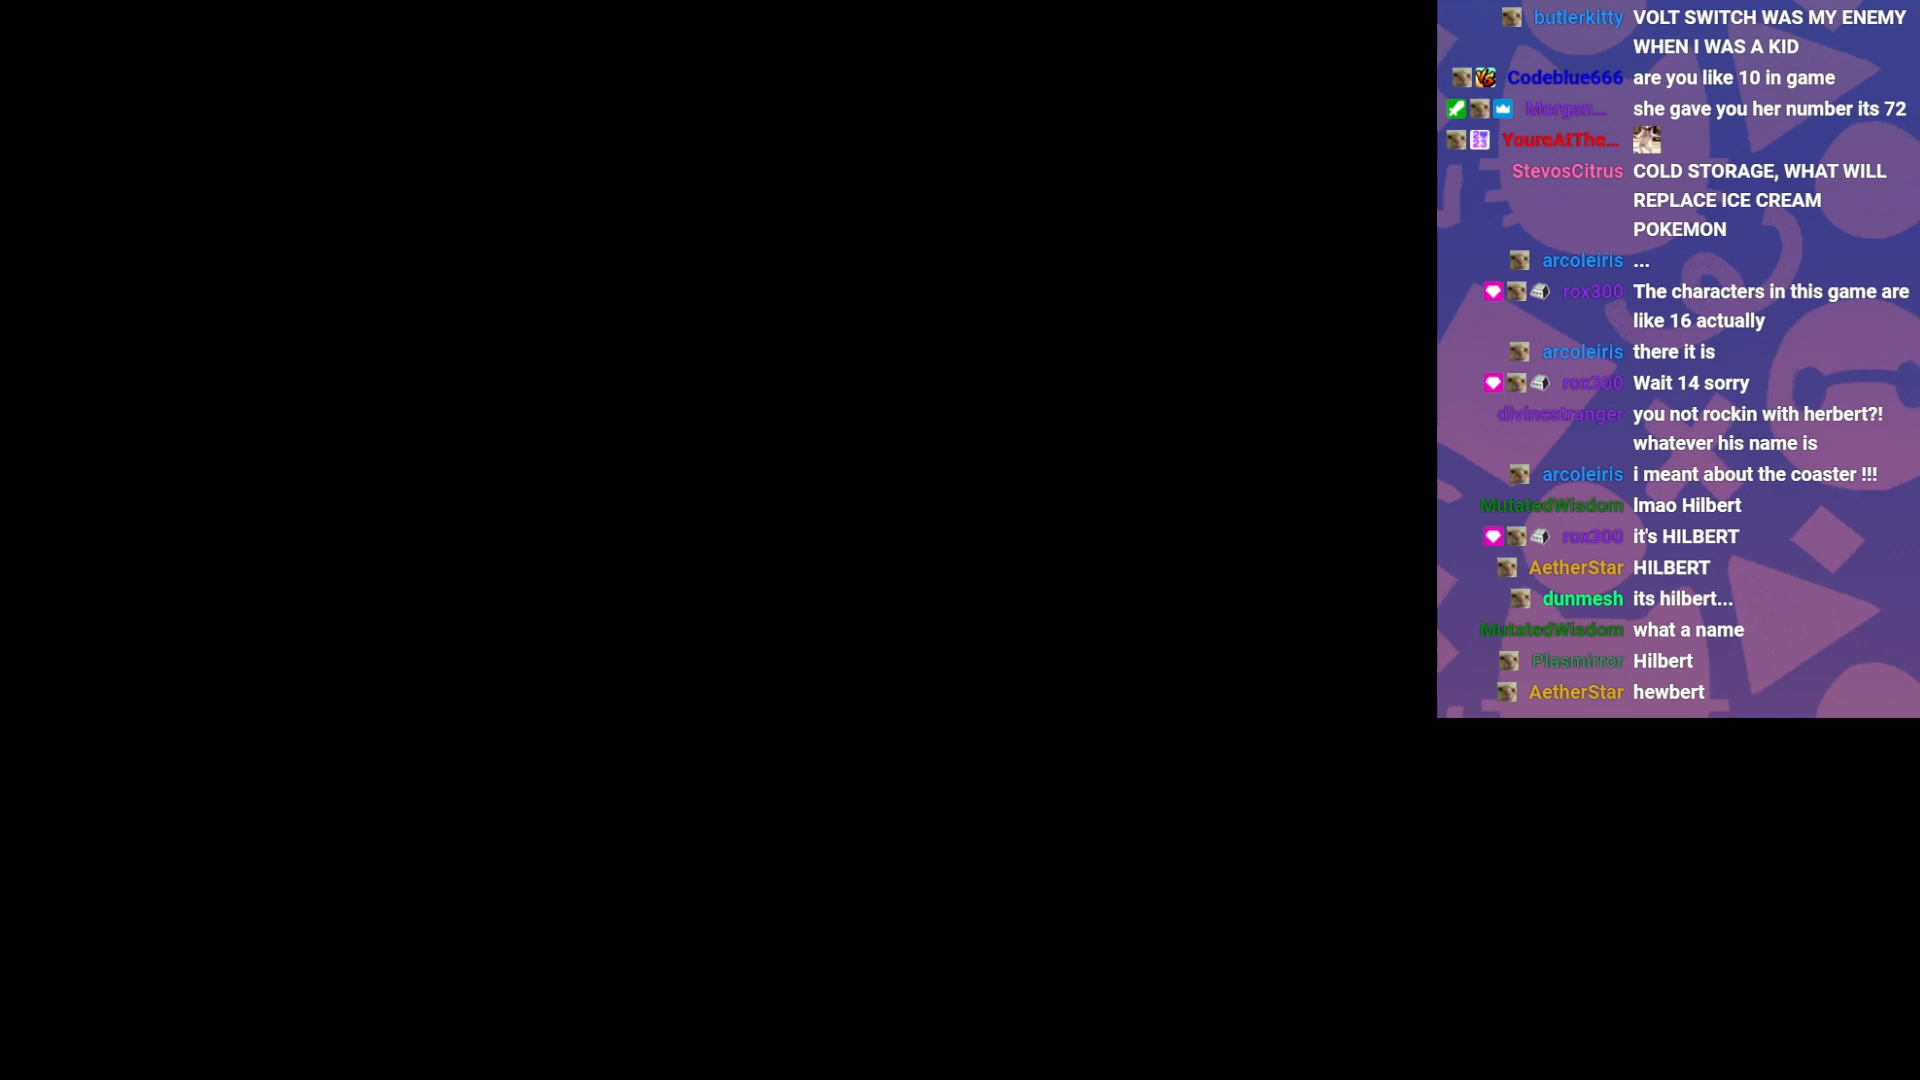 butlerkitty VOLT SWITCH WAS MY ENEMY
WHEN I WAS A KID
Codeblue666 are you like 10 in game
Morgan... she gave you her number its 72
YoureAtThe...
StevosCitrus COLD STORAGE, WHAT WILL
REPLACE ICE CREAM
POKEMON
arcoleiris ...
rox300 The characters in this game are
like 16 actually
arcoleiris there it is
rox300 Wait 14 sorry
divinestranger you not rockin with herbert?!
whatever his name is
arcoleiris i meant about the coaster !!!
MutatedWisdom lmao Hilbert
rox300 it's HILBERT
AetherStar HILBERT
dunmesh its hilbert...
MutatedWisdom what a name
Plasmirror Hilbert
AetherStar hewbert